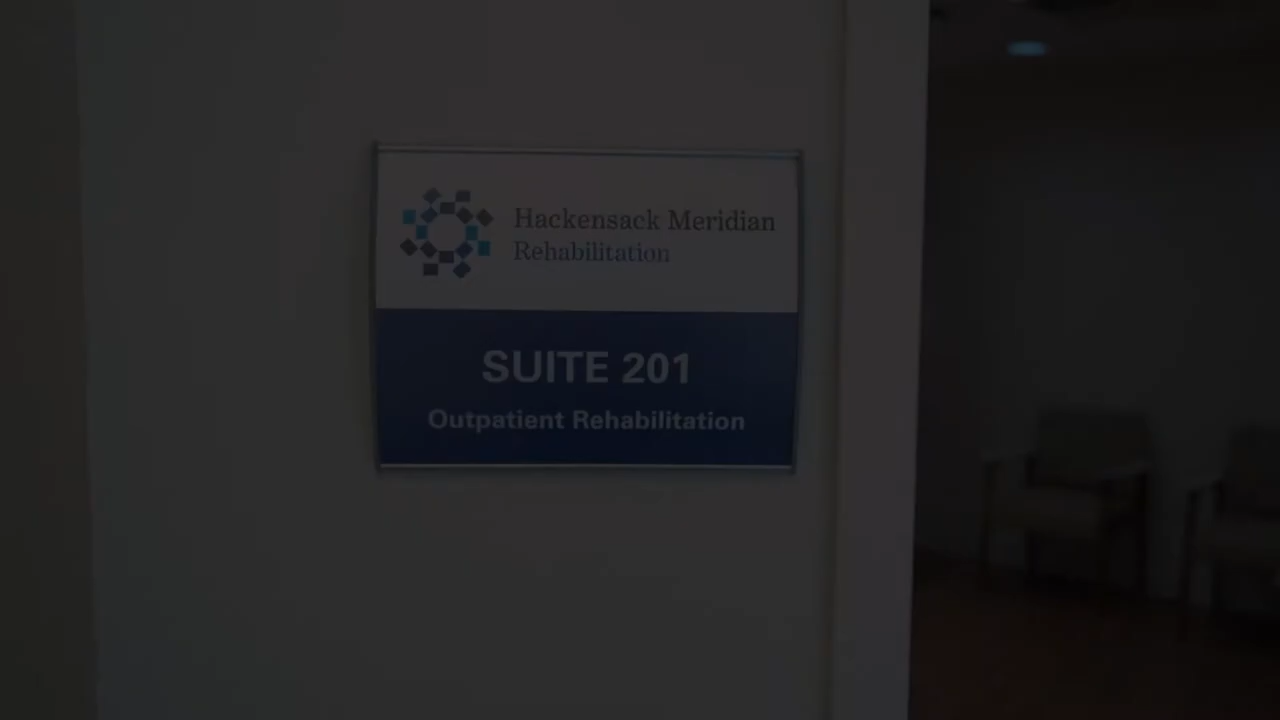 Hackensack Meridian
Rehabilitation
SUITE 201
Outpatient Rehabilitation